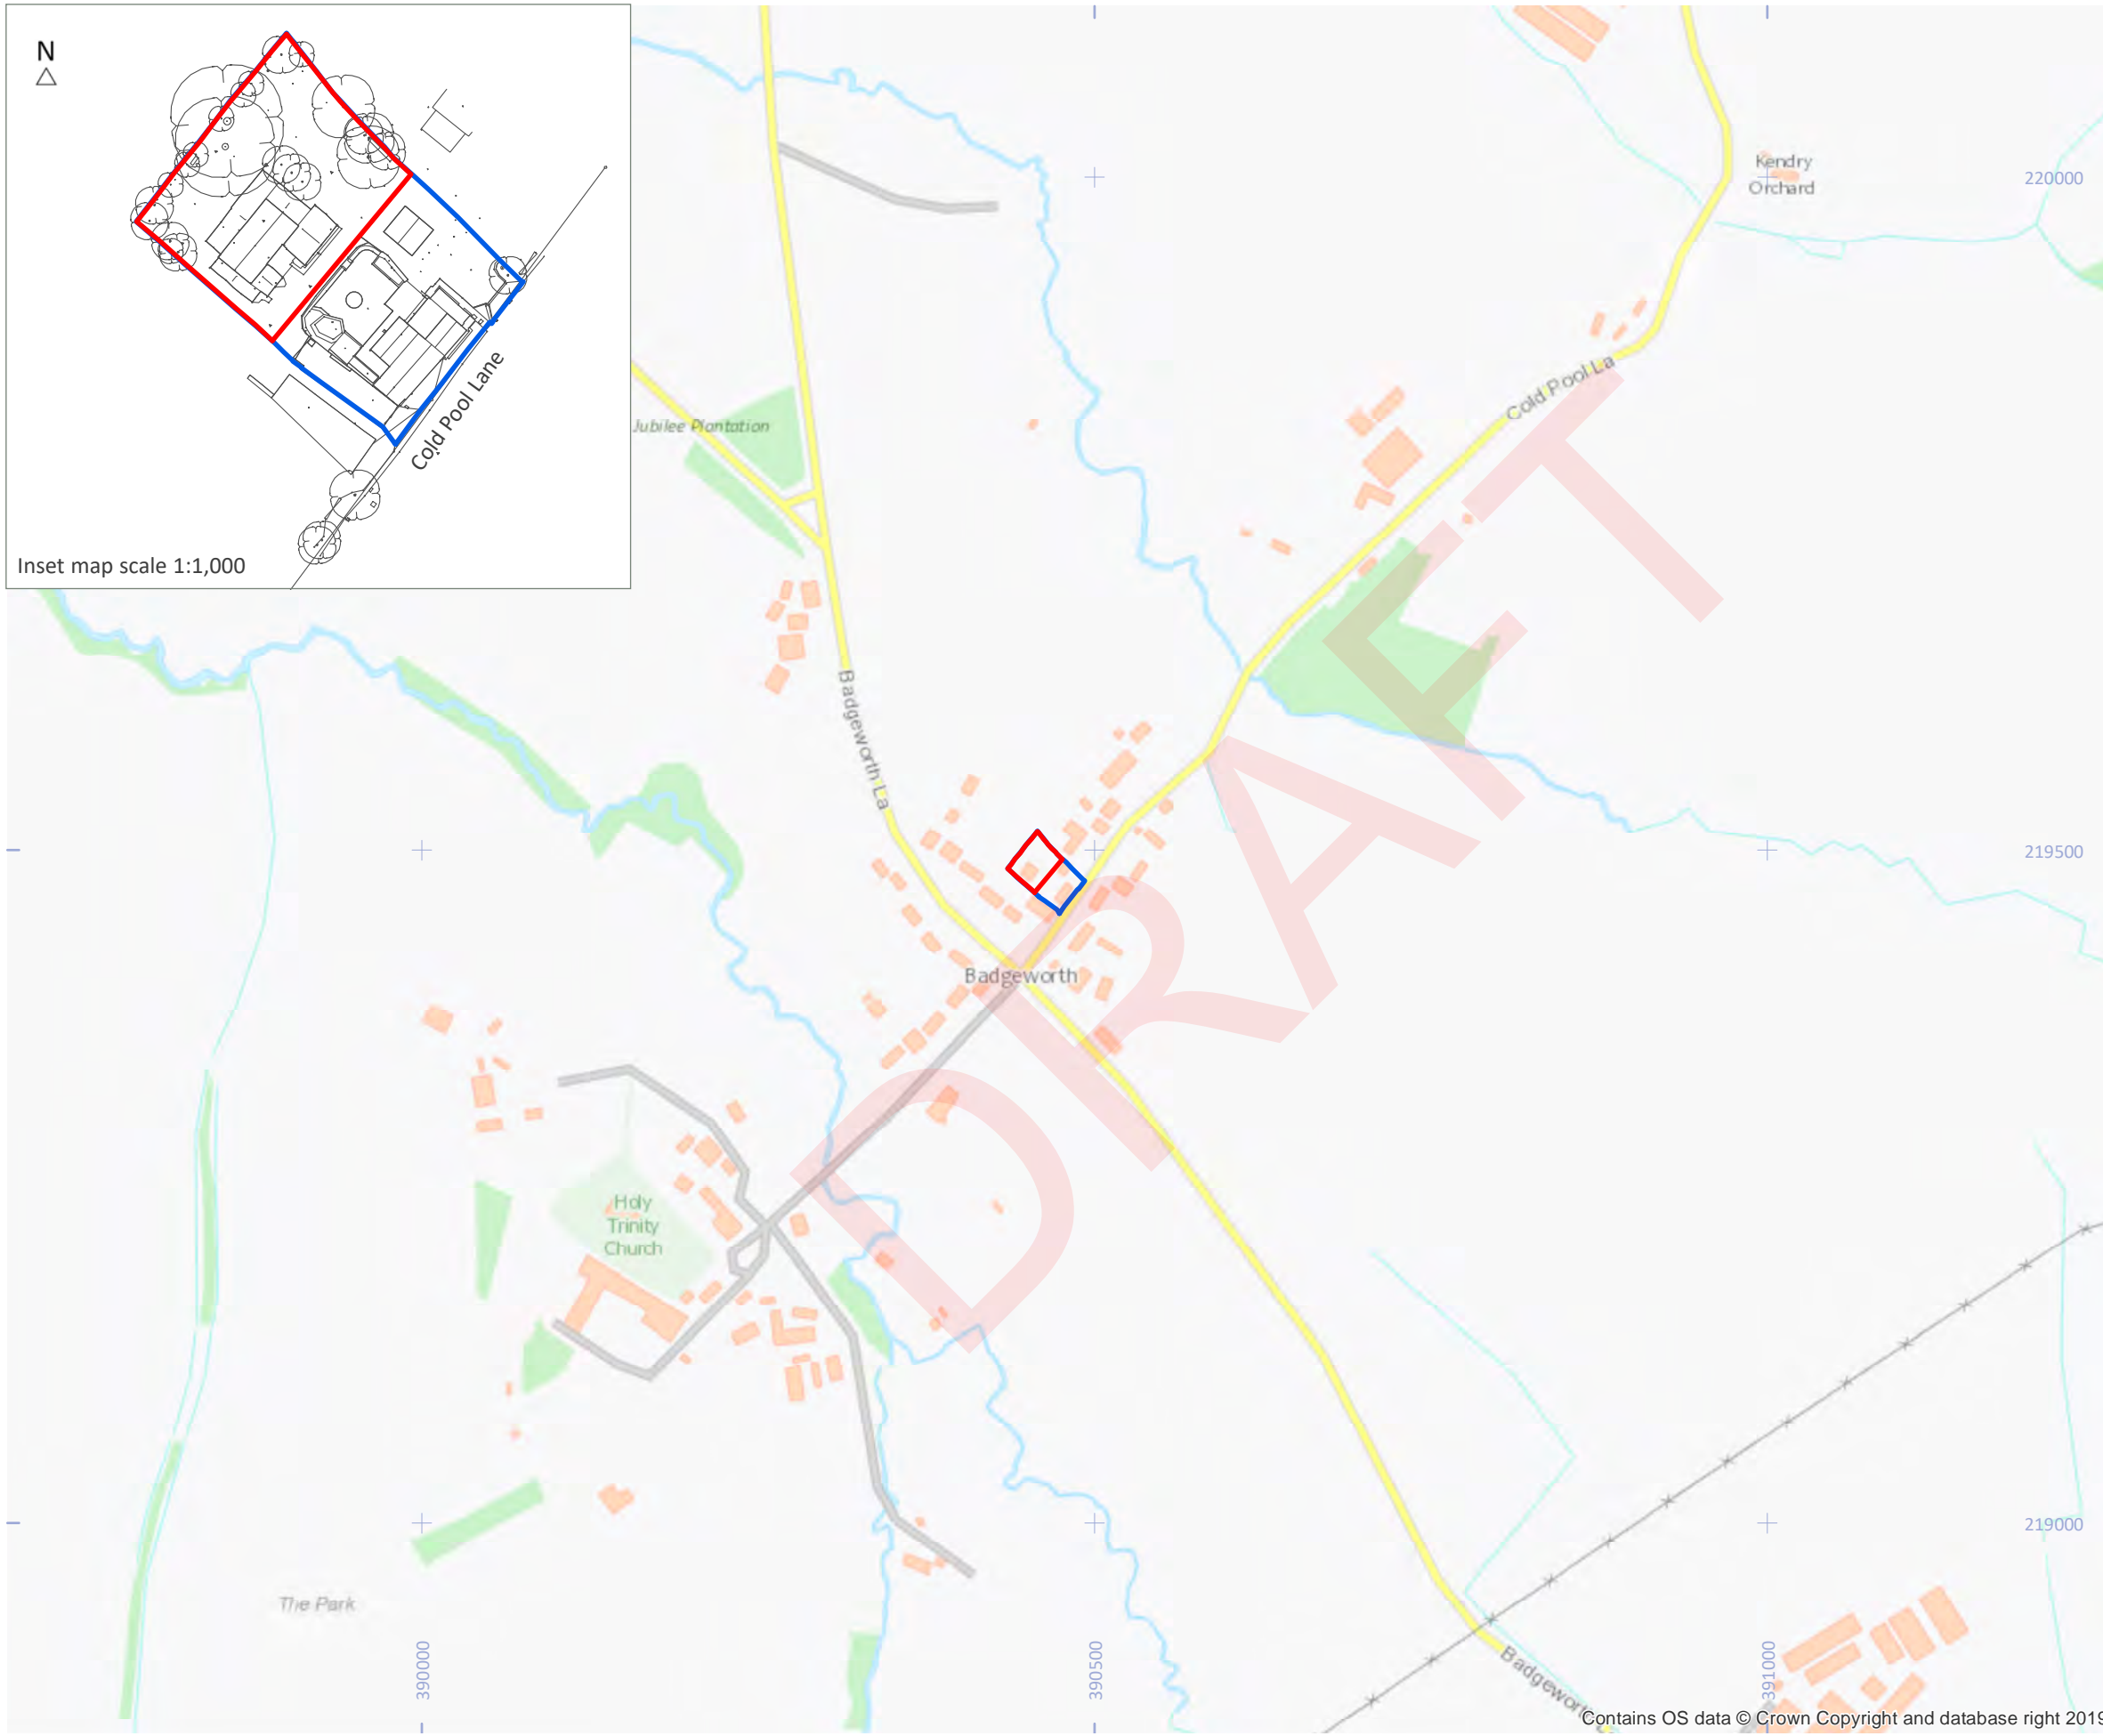 N
Cold Pool Lane
Inset map scale 1:1,000
Kendry
Orchard
220000
Cold Pool La
Jubilee Plantation
Badgeworth La
219500
Badgeworth
DRAFT
Holy
Trinity
Church
219000
The Park
390000
390500
391000
Badgeworth
Contains OS data © Crown Copyright and database right 2019